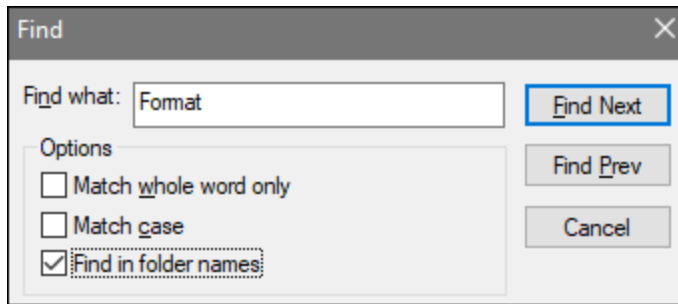 Find
Find what: Format
Find Next
Options
Find Prev
Match whole word only
Match case
Cancel
Find in folder names